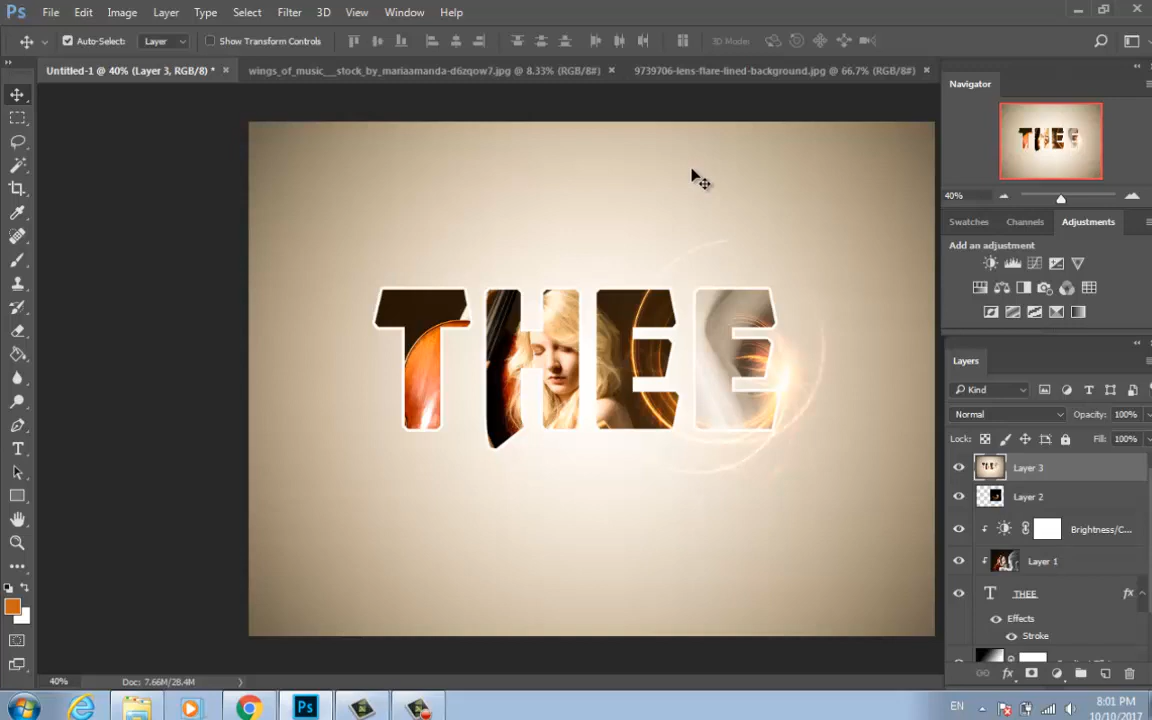 Ps File Edit Image Layer Type Select Filter 3D View Window Help
Auto-Select: Layer Show Transform Controls 3D Mode:
Untitled-1 @ 40% (Layer 3, RGB/8) * × wings_of_music__stock_by_mariaamanda-d6zqow7.jpg @ 8.33% (RGB/8#) × 9739706-lens-flare-lined-background.jpg @ 66.7% (RGB/8#) ×
Navigator
THEE
40%
Swatches Channels Adjustments
Add an adjustment
THEE
Layers
Kind
Normal Opacity: 100%
Lock: Fill: 100%
Layer 3
Layer 2
Brightness/C...
Layer 1
T THEE fx
Effects
Stroke
40% Doc: 7.66M/28.4M
Ps EN 8:01 PM
10/10/2017